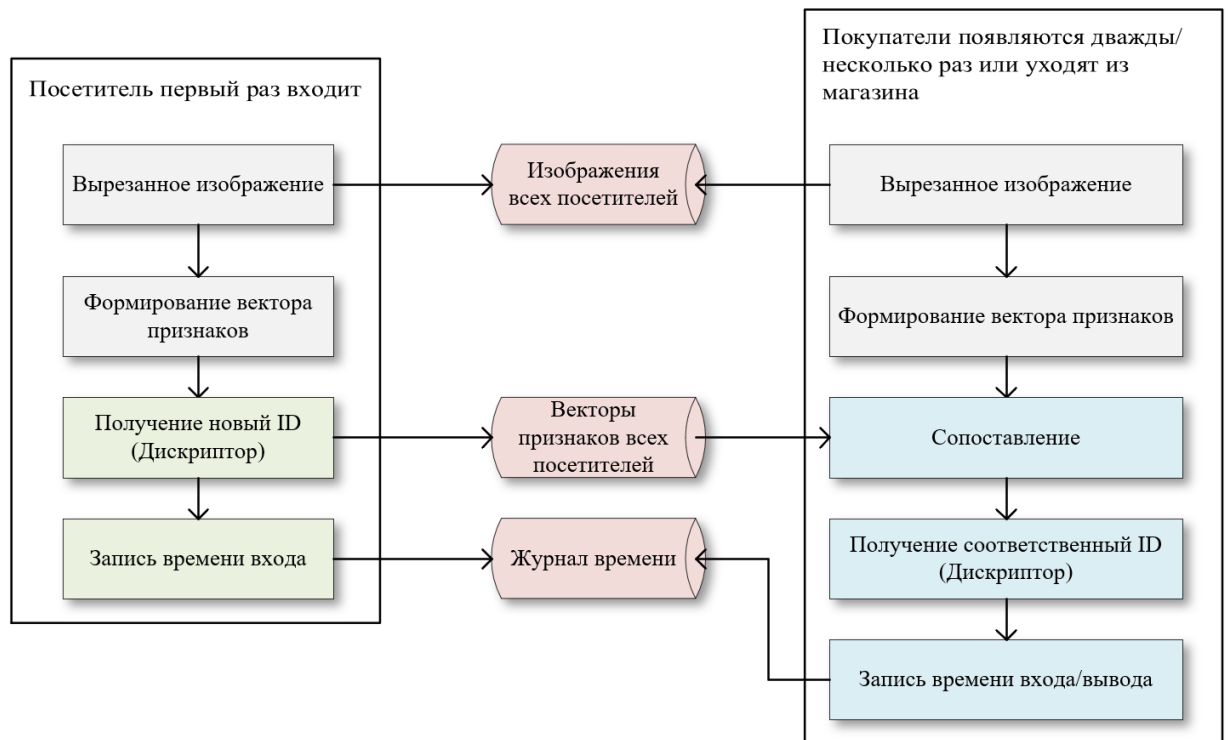 Посетитель первый раз входит
Вырезанное изображение
Формирование вектора
признаков
Получение новый ID
(Дискриптор)
Запись времени входа
Изображения
всех посетителей
Векторы
признаков всех
посетителей
Журнал времени
Покупатели появляются дважды/
несколько раз или уходят из
магазина
Вырезанное изображение
Формирование вектора признаков
Сопоставление
Получение соответственный ID
(Дискриптор)
Запись времени входа/вывода